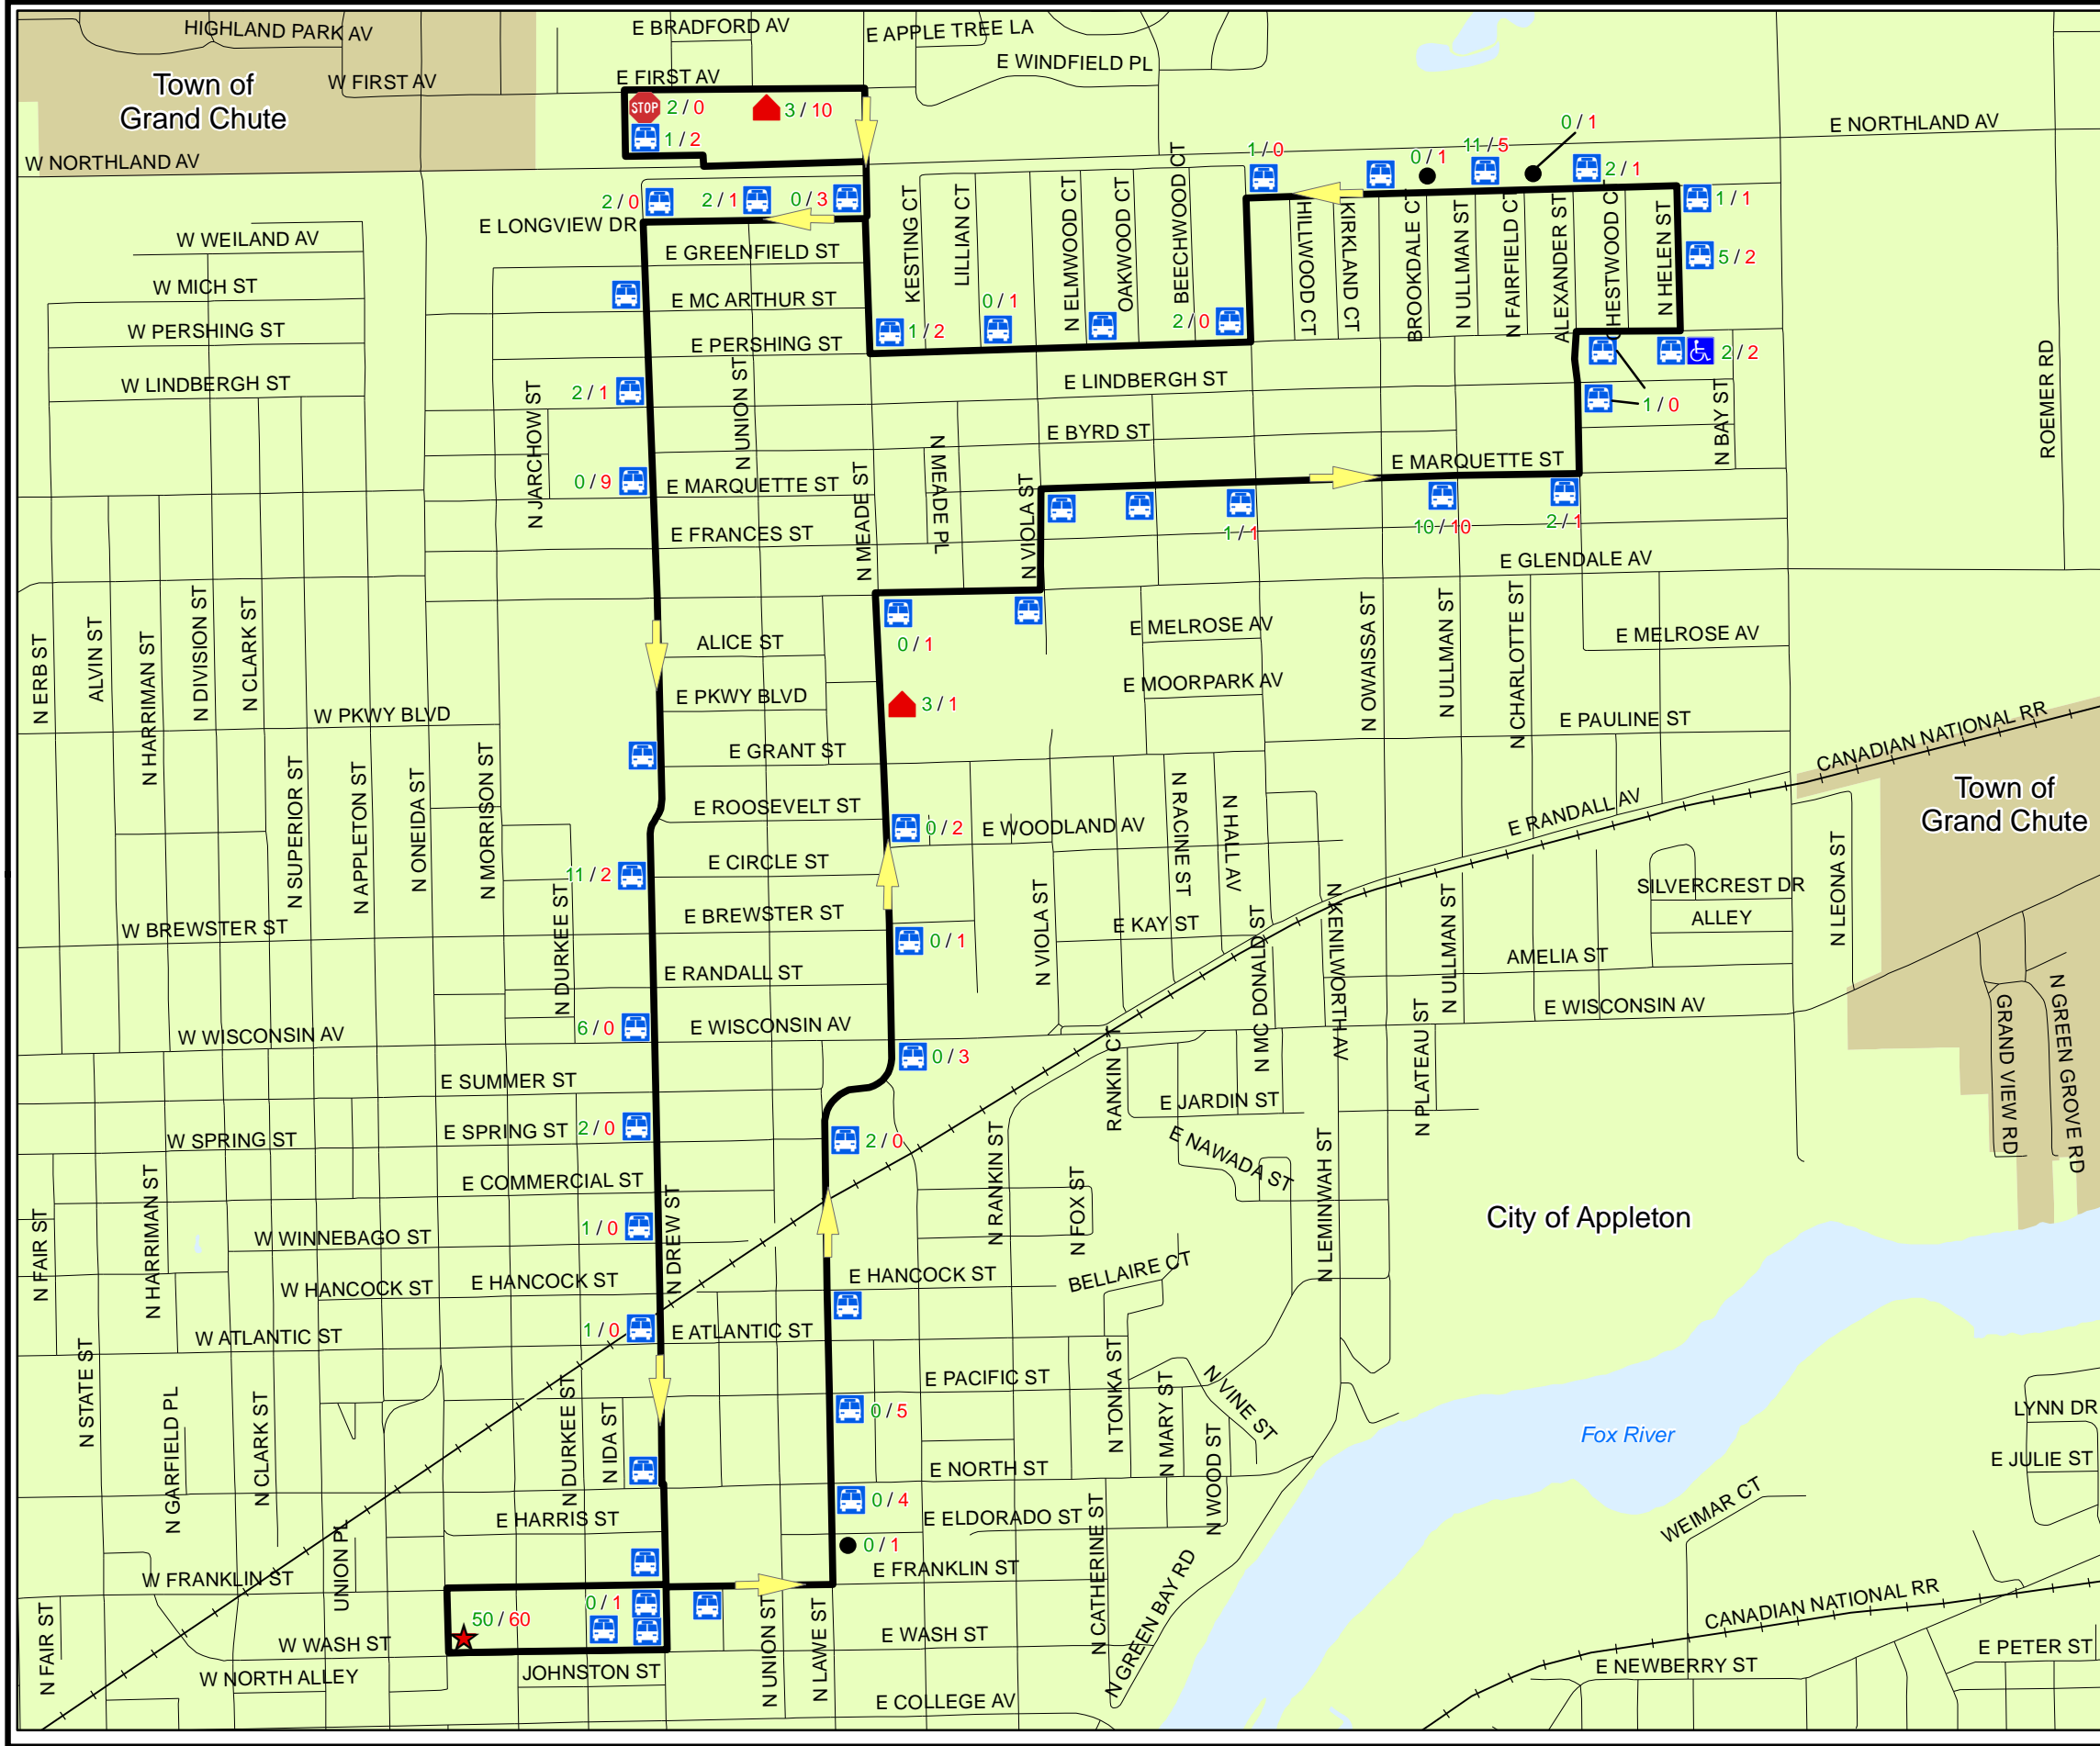 HIGHLAND PARK AV
E BRADFORD AV
E APPLE TREE LA
E WINDFIELD PL
W FIRST AV
E FIRST AV
Town of
Grand Chute
STOP 2 / 0
3 / 10
1 / 2
0 / 1
E NORTHLAND AV
W NORTHLAND AV
1 / 0
0 / 1
11 / 5
2 / 1
1 / 1
2 / 0
2 / 1
0 / 3
E LONGVIEW DR
W WEILAND AV
E GREENFIELD ST
5 / 2
KESTING CT
LILLIAN CT
N ELMWOOD CT
OAKWOOD CT
BEECHWOOD CT
HILLWOOD CT
KIRKLAND CT
BROOKDALE CT
N ULLMAN ST
N FAIRFIELD CT
ALEXANDER ST
CHESTWOOD C
N HELEN ST
W MICH ST
E MC ARTHUR ST
0 / 1
W PERSHING ST
E PERSHING ST
1 / 2
2 / 0
2 / 2
W LINDBERGH ST
E LINDBERGH ST
2 / 1
1 / 0
N JARCHOW ST
N UNION ST
N BAY ST
ROEMER RD
E BYRD ST
E MARQUETTE ST
0 / 9
E MARQUETTE ST
N MEADE ST
N MEADE PL
N VIOLA ST
1 / 1
10 / 10
2 / 1
E FRANCES ST
E GLENDALE AV
N ERB ST
ALVIN ST
N HARRIMAN ST
N DIVISION ST
N CLARK ST
ALICE ST
0 / 1
E MELROSE AV
E MELROSE AV
N OWAISSA ST
N ULLMAN ST
N CHARLOTTE ST
E PKWY BLVD
3 / 1
E MOORPARK AV
W PKWY BLVD
E PAULINE ST
CANADIAN NATIONAL RR
E GRANT ST
N SUPERIOR ST
N APPLETON ST
N ONEIDA ST
N MORRISON ST
E ROOSEVELT ST
0 / 2
E WOODLAND AV
N RACINE ST
N HALL AV
E RANDALL AV
Town of
Grand Chute
E CIRCLE ST
11 / 2
N DURKEE ST
N VIOLA ST
N LEONA ST
SILVERCREST DR
ALLEY
W BREWSTER ST
E BREWSTER ST
E KAY ST
0 / 1
N MC DONALD ST
N KENILWORTH AV
N ULLMAN ST
AMELIA ST
E RANDALL ST
W WISCONSIN AV
6 / 0
E WISCONSIN AV
E WISCONSIN AV
0 / 3
RANKIN CT
N PLATEAU ST
GRAND VIEW RD
N GREEN GROVE RD
E SUMMER ST
E JARDIN ST
W SPRING ST
E SPRING ST
2 / 0
2 / 0
E NAWADA ST
E COMMERCIAL ST
N RANKIN ST
N FOX ST
N LEMINWAH ST
City of Appleton
N FAIR ST
N HARRIMAN ST
W WINNEBAGO ST
1 / 0
N DREW ST
W HANCOCK ST
E HANCOCK ST
E HANCOCK ST
BELLAIRE CT
W ATLANTIC ST
1 / 0
E ATLANTIC ST
N STATE ST
N GARFIELD PL
N CLARK ST
N DURKEE ST
N IDA ST
E PACIFIC ST
0 / 5
N TONKA ST
N MARY ST
N VINE ST
N WOOD ST
Fox River
LYNN DR
E JULIE ST
E NORTH ST
0 / 4
E HARRIS ST
E ELDORADO ST
0 / 1
WEIMAR CT
UNION PL
W FRANKLIN ST
E FRANKLIN ST
N CATHERINE ST
N GREEN BAY RD
CANADIAN NATIONAL RR
N FAIR ST
50 / 60
0 / 1
N UNION ST
N LAWE ST
W WASH ST
E WASH ST
E PETER ST
W NORTH ALLEY
JOHNSTON ST
E NEWBERRY ST
E COLLEGE AV